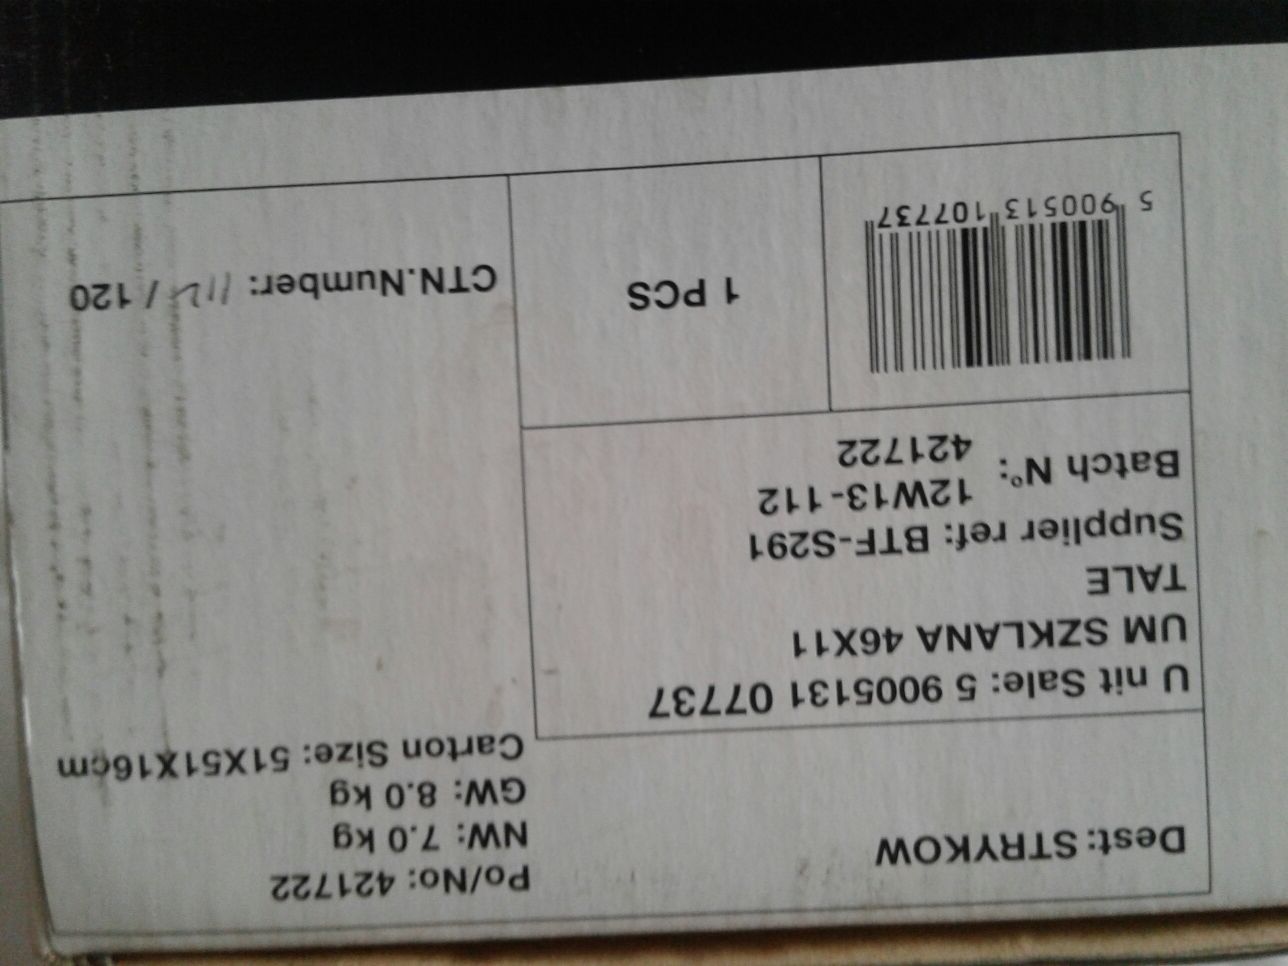 Dest: STRYKOW
Po/No: 421722
NW: 7.0 kg
GW: 8.0 kg
Carton Size: 51X51X16cm
U nit Sale: 5 9005131 07737
UM SZKLANA 46X11
TALE
Supplier ref: BTF-S291
12W13-112
Batch N°: 421722
5 900513 107737
1 PCS
CTN.Number: 112 / 120